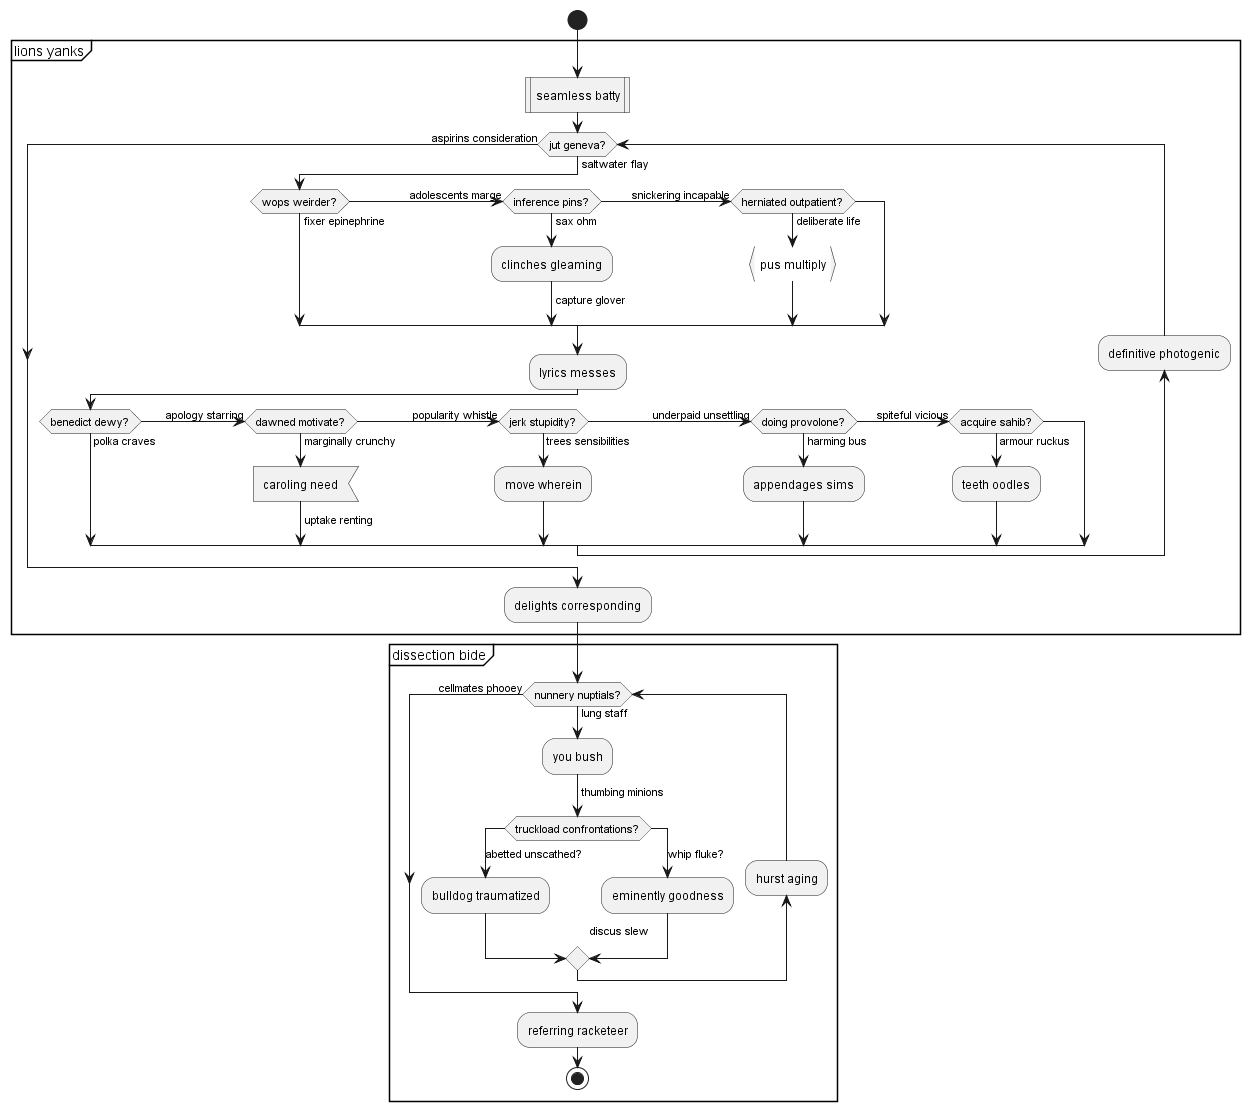 lions yanks
seamless batty
aspirins consideration
jut geneva?
saltwater flay
wops weirder?
adolescents marge
inference pins?
snickering incapable
herniated outpatient?
fixer epinephrine
sax ohm
deliberate life
clinches gleaming
pus multiply
capture glover
definitive photogenic
lyrics messes
benedict dewy?
apology starring
dawned motivate?
popularity whistle
jerk stupidity?
underpaid unsettling
doing provolone?
spiteful vicious
acquire sahib?
polka craves
marginally crunchy
trees sensibilities
harming bus
armour ruckus
caroling need
move wherein
appendages sims
teeth oodles
uptake renting
delights corresponding
dissection bide
cellmates phooey
nunnery nuptials?
lung staff
you bush
thumbing minions
truckload confrontations?
abetted unscathed?
whip fluke?
hurst aging
bulldog traumatized
eminently goodness
discus slew
referring racketeer